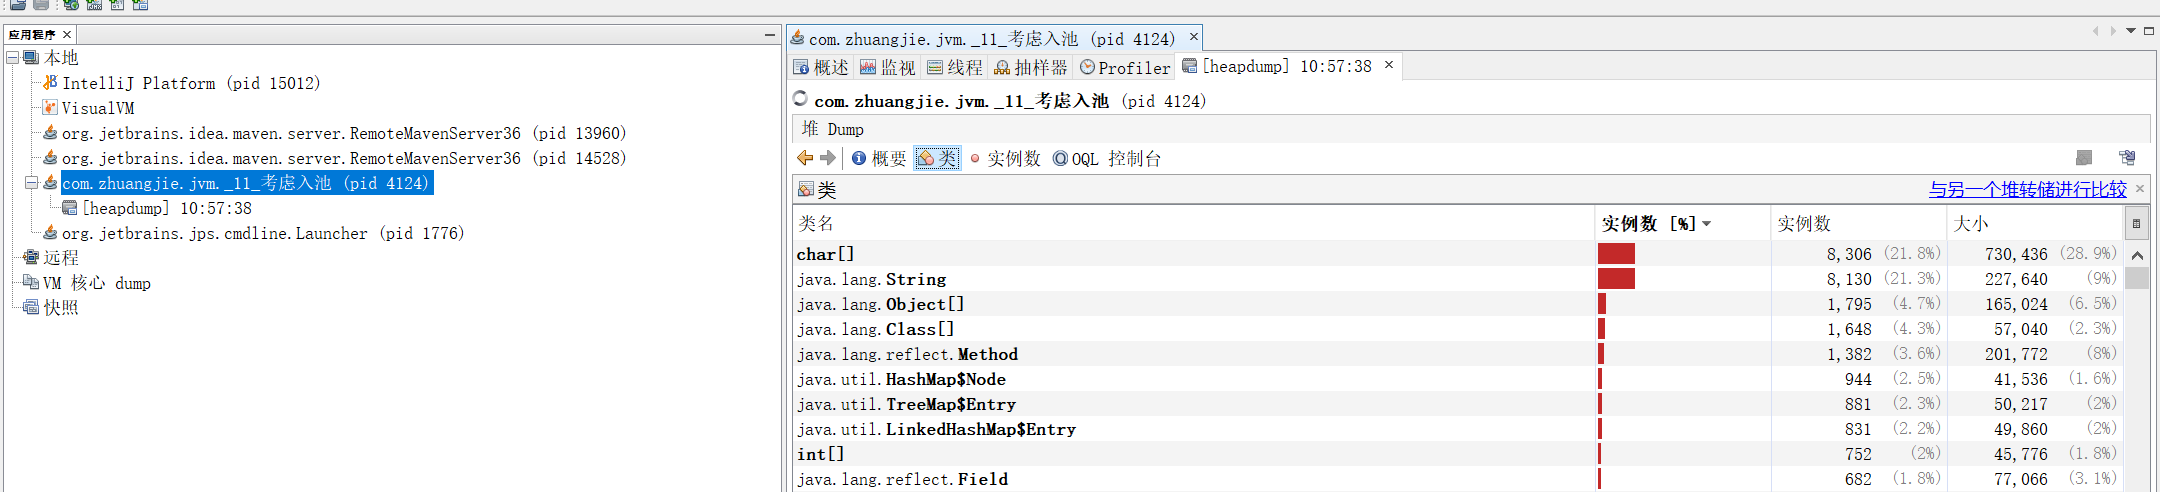 应用程序
本地
IntelliJ Platform (pid 15012)
VisualVM
org.jetbrains.idea.maven.server.RemoteMavenServer36 (pid 13960)
org.jetbrains.idea.maven.server.RemoteMavenServer36 (pid 14528)
com.zhuangjie.jvm._11_考虑入池 (pid 4124)
[heapdump] 10:57:38
org.jetbrains.jps.cmdline.Launcher (pid 1776)
远程
VM 核心 dump
快照
com.zhuangjie.jvm._11_考虑入池 (pid 4124)
概述 监视 线程 抽样器 Profiler [heapdump] 10:57:38
com.zhuangjie.jvm._11_考虑入池 (pid 4124)
堆 Dump
概要 类 实例数 OQL 控制台
类 与另一个堆转储进行比较
类名 实例数 [%] 实例数 大小
char[] 8,306 (21.8%) 730,436 (28.9%)
java.lang.String 8,130 (21.3%) 227,640 (9%)
java.lang.Object[] 1,795 (4.7%) 165,024 (6.5%)
java.lang.Class[] 1,648 (4.3%) 57,040 (2.3%)
java.lang.reflect.Method 1,382 (3.6%) 201,772 (8%)
java.util.HashMap$Node 944 (2.5%) 41,536 (1.6%)
java.util.TreeMap$Entry 881 (2.3%) 50,217 (2%)
java.util.LinkedHashMap$Entry 831 (2.2%) 49,860 (2%)
int[] 752 (2%) 45,776 (1.8%)
java.lang.reflect.Field 682 (1.8%) 77,066 (3.1%)